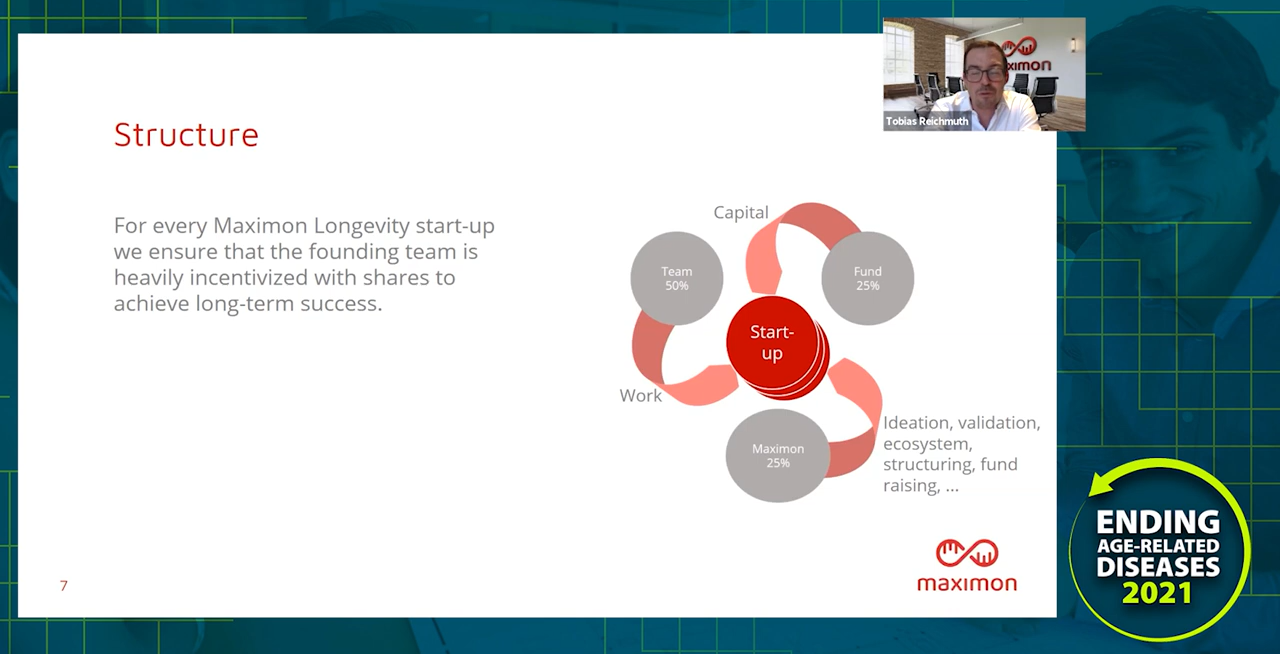 Structure
For every Maximon Longevity start-up
we ensure that the founding team is
heavily incentivized with shares to
achieve long-term success.
Capital
Team
50%
Fund
25%
Start-
up
Work
Maximon
25%
Ideation, validation,
ecosystem,
structuring, fund
raising, ...
7
maximon
ximon
Tobias Reichmuth
ENDING
AGE-RELATED
DISEASES
2021